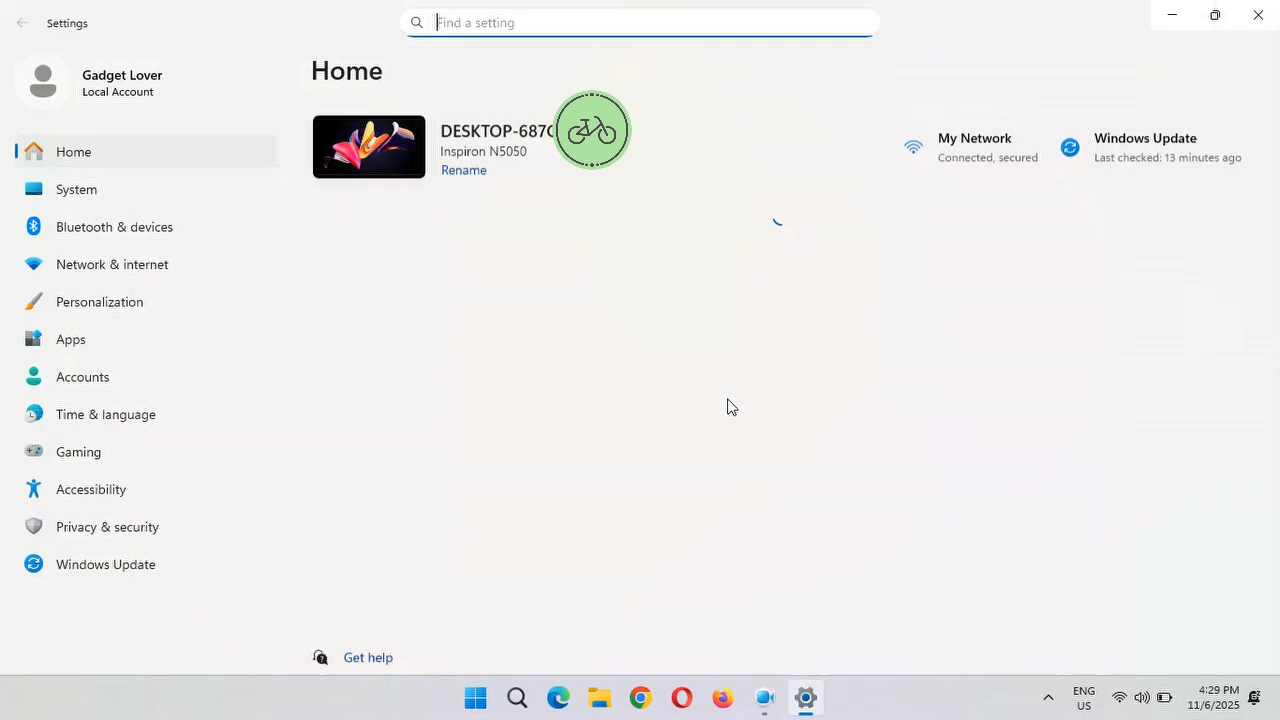 Settings
Find a setting
Gadget Lover
Local Account
Home
System
Bluetooth & devices
Network & internet
Personalization
Apps
Accounts
Time & language
Gaming
Accessibility
Privacy & security
Windows Update
Home
Inspiron N5050
Rename
My Network
Connected, secured
Windows Update
Last checked: 13 minutes ago
Get help
ENG
US
4:29 PM
11/6/2025